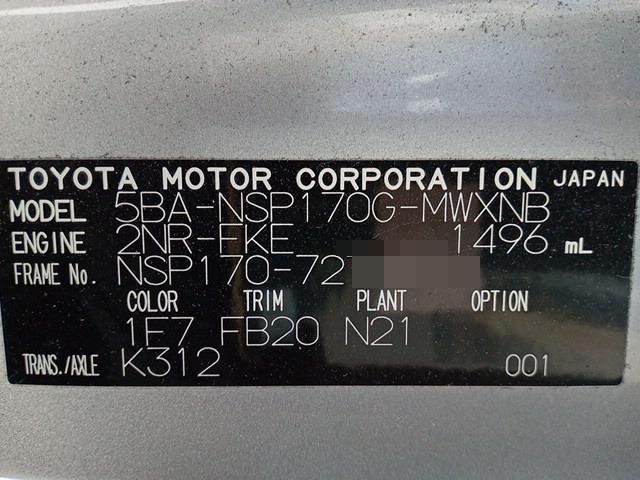 TOYOTA MOTOR CORPORATION JAPAN
MODEL 5BA-NSP170G-MWXNB
ENGINE 2NR-FKE 1496 mL
FRAME No. NSP170-72
COLOR TRIM PLANT OPTION
1F7 FB20 N21
TRANS./AXLE K312 001